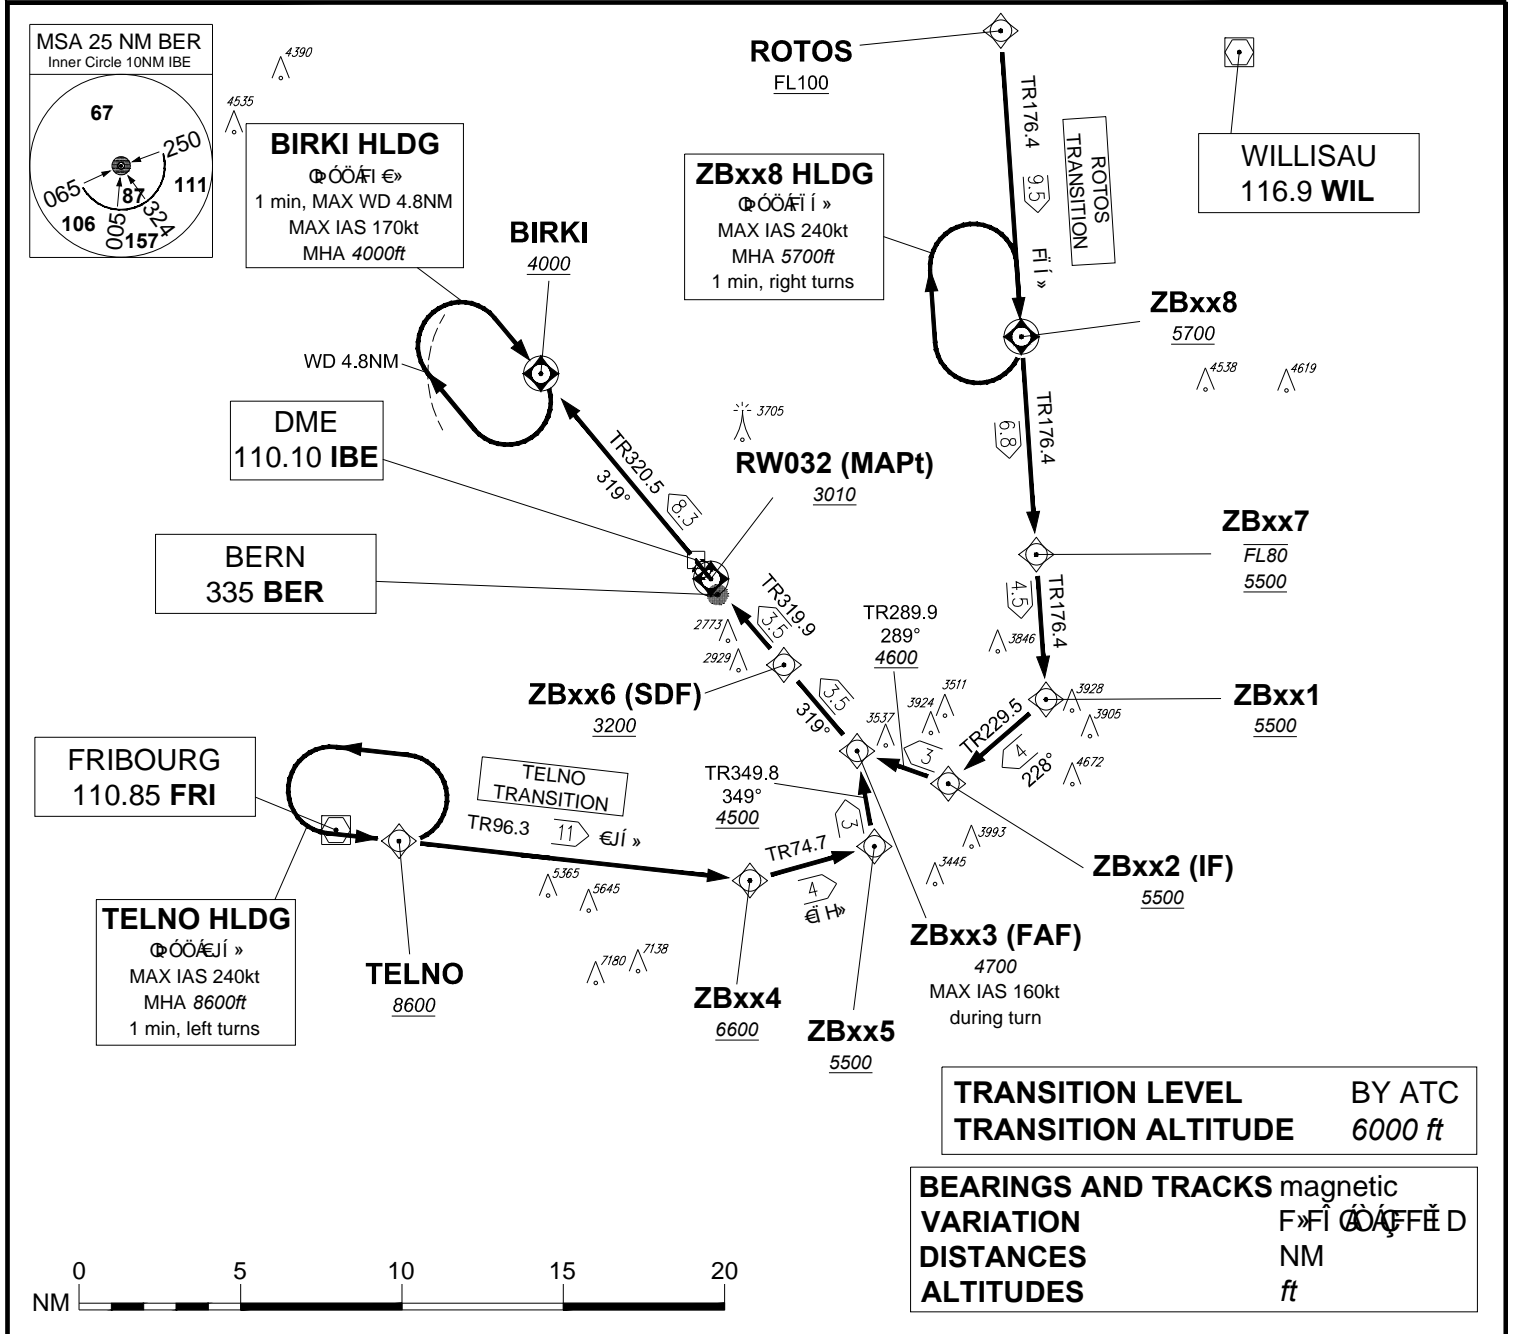 MSA 25 NM BER
Inner Circle 10NM IBE
67
250
065
87
111
106
005
324
157
4390
4535
BIRKI HLDG
1 min, MAX WD 4.8NM
MAX IAS 170kt
MHA 4000ft
BIRKI
4000
WD 4.8NM
ROTOS
FL100
TR176.4
9.5
ROTOS
TRANSITION
WILLISAU
116.9 WIL
ZBxx8 HLDG
MAX IAS 240kt
MHA 5700ft
1 min, right turns
ZBxx8
5700
4538
4619
DME
110.10 IBE
3705
TR320.5
319°
8.3
RW032 (MAPt)
3010
TR176.4
6.8
ZBxx7
FL80
5500
BERN
335 BER
TR319.9
3.5
2773
2929
TR289.9
289°
4600
TR176.4
4.5
3846
ZBxx6 (SDF)
3200
3.5
319°
3537
3924
3511
3
TR229.5
4
228°
3928
3905
4672
ZBxx1
5500
FRIBOURG
110.85 FRI
TELNO
TRANSITION
TR96.3
11
TR349.8
349°
4500
3
TR74.7
4
3993
3445
ZBxx2 (IF)
5500
5365
5645
7180
7138
TELNO HLDG
MAX IAS 240kt
MHA 8600ft
1 min, left turns
TELNO
8600
ZBxx4
6600
ZBxx5
5500
ZBxx3 (FAF)
4700
MAX IAS 160kt
during turn
TRANSITION LEVEL BY ATC
TRANSITION ALTITUDE 6000 ft
BEARINGS AND TRACKS magnetic
VARIATION
DISTANCES NM
ALTITUDES ft
0 5 10 15 20
NM